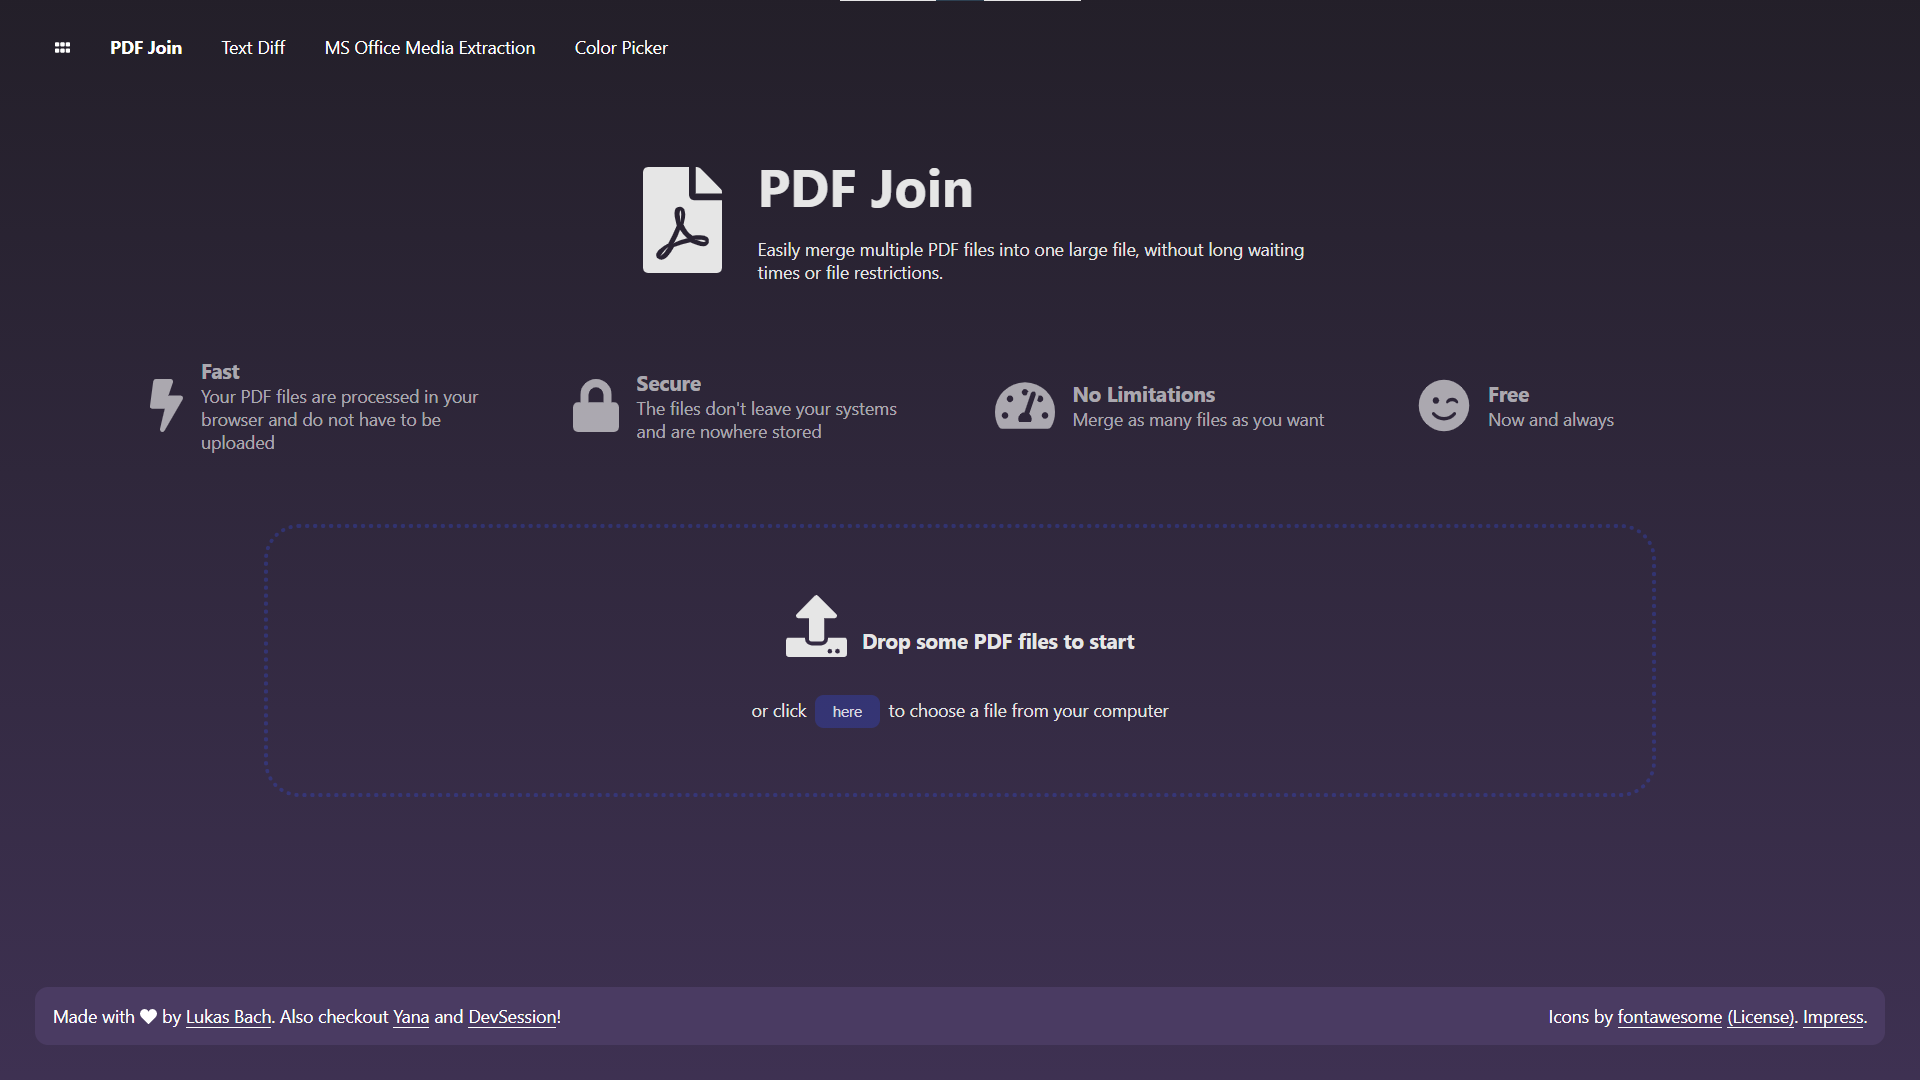 PDF Join
Text Diff
MS Office Media Extraction
Color Picker
PDF Join
Easily merge multiple PDF files into one large file, without long waiting
times or file restrictions.
Fast
Your PDF files are processed in your
browser and do not have to be
uploaded
Secure
The files don't leave your systems
and are nowhere stored
No Limitations
Merge as many files as you want
Free
Now and always
Drop some PDF files to start
or click here to choose a file from your computer
Made with ♥ by Lukas Bach. Also checkout Yana and DevSession!
Icons by fontawesome (License). Impress.